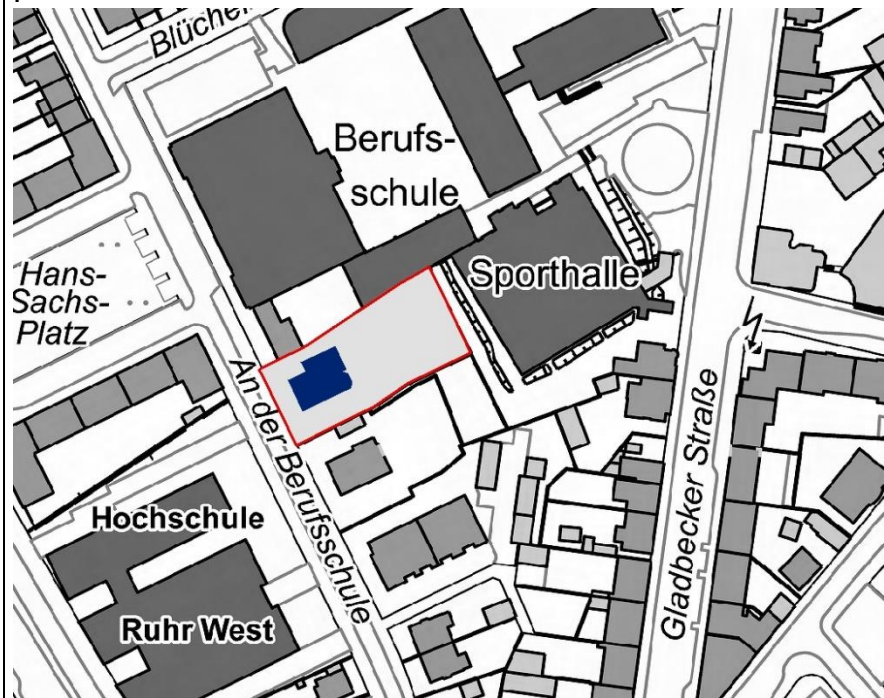 Blücher
Berufs-
schule
Hans-
Sachs-
Platz
Sporthalle
An-der-Berufsschule
Gladbecker Straße
Hochschule
Ruhr West